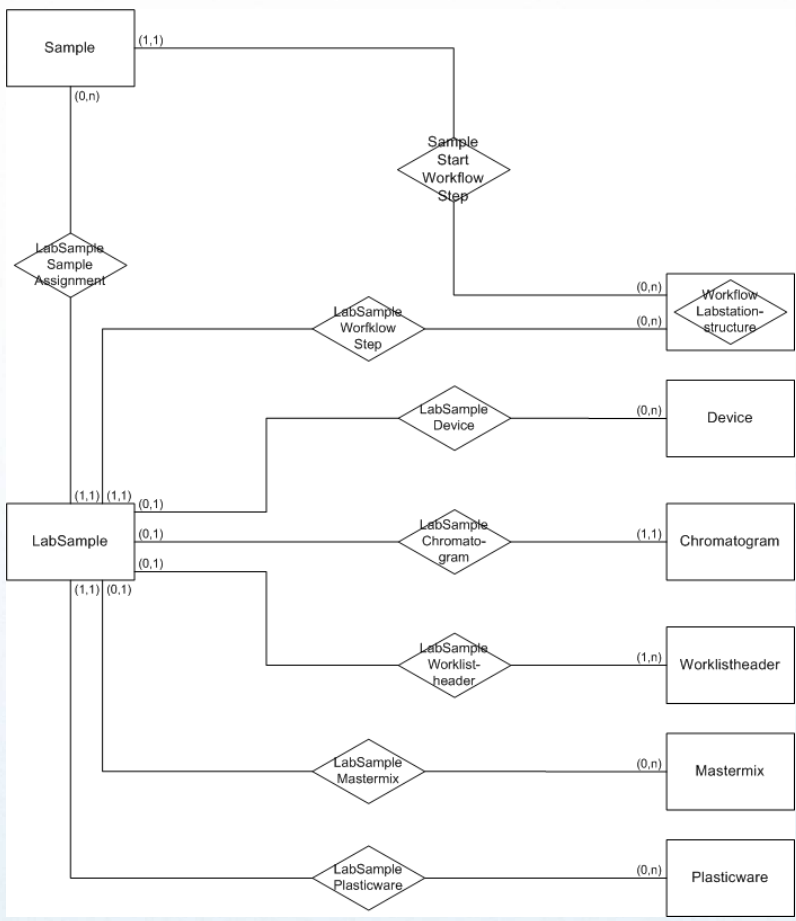 Sample
(1,1)
(0,n)
Sample
Start
Workflow
Step
LabSample
Sample
Assignment
(0,n)
Workflow
Labstation-
structure
LabSample
Worfklow
Step
(0,n)
LabSample
Device
(0,n)
Device
(1,1)
(1,1)
(0,1)
LabSample
(0,1)
LabSample
Chromato-
gram
(1,1)
Chromatogram
(0,1)
(1,1)
(0,1)
LabSample
Worklist-
header
(1,n)
Worklistheader
LabSample
Mastermix
(0,n)
Mastermix
LabSample
Plasticware
(0,n)
Plasticware